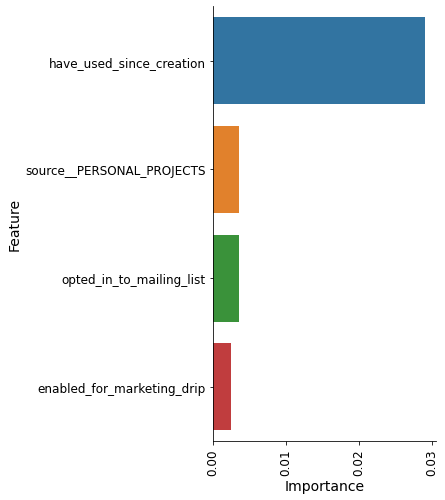 have_used_since_creation
source__PERSONAL_PROJECTS
opted_in_to_mailing_list
enabled_for_marketing_drip
Feature
0.00
0.01
0.02
0.03
Importance